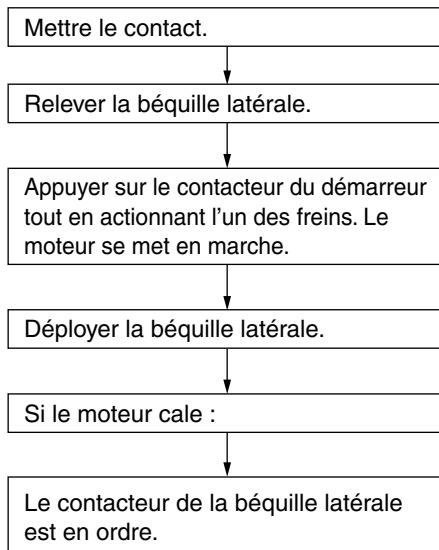 Mettre le contact.
Relever la béquille latérale.
Appuyer sur le contacteur du démarreur
tout en actionnant l'un des freins. Le
moteur se met en marche.
Déployer la béquille latérale.
Si le moteur cale :
Le contacteur de la béquille latérale
est en ordre.